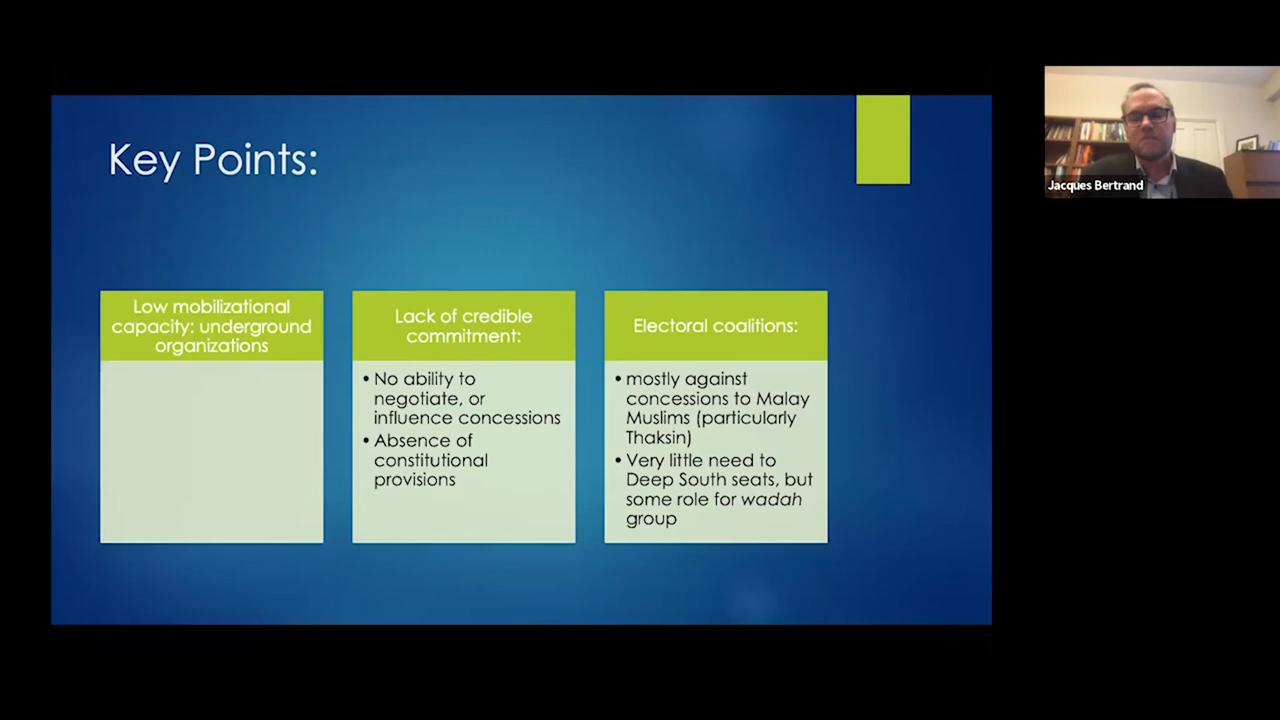 Key Points:
Low mobilizational
capacity: underground
organizations
Lack of credible
commitment:
• No ability to
negotiate, or
influence concessions
• Absence of
constitutional
provisions
Electoral coalitions:
• mostly against
concessions to Malay
Muslims (particularly
Thaksin)
• Very little need to
Deep South seats, but
some role for wadah
group
Jacques Bertrand